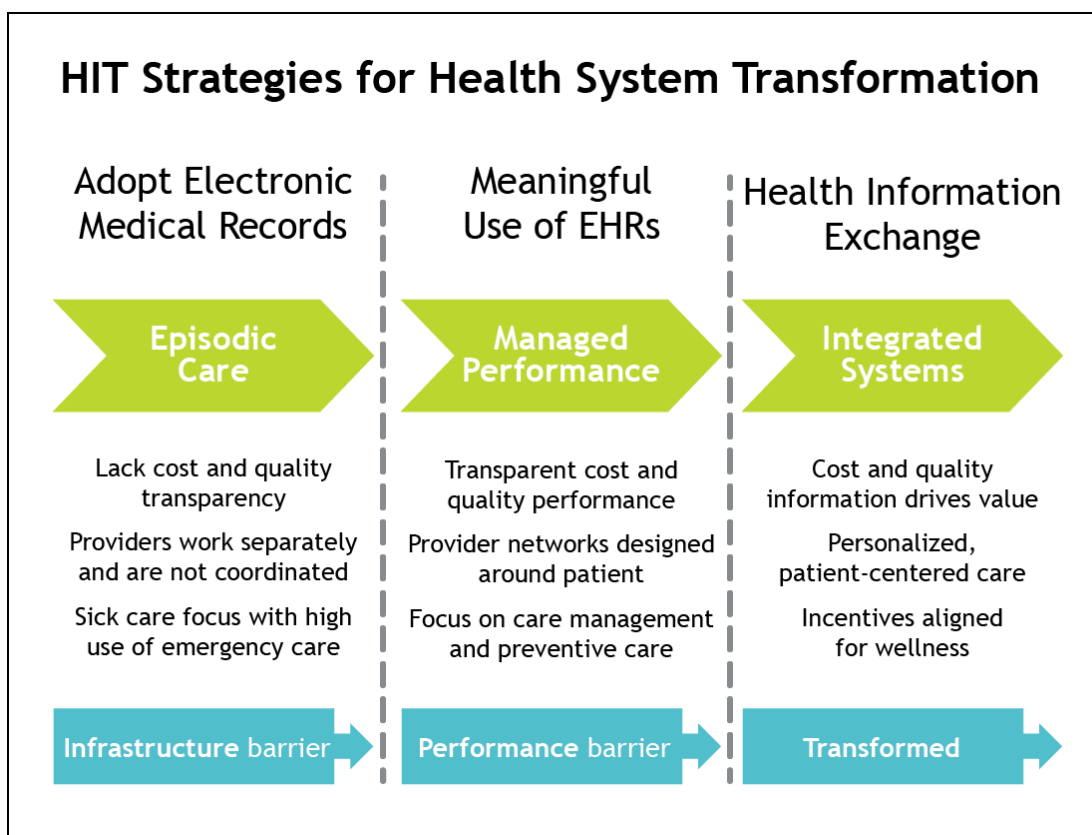 HIT Strategies for Health System Transformation
Adopt Electronic
Medical Records
Episodic
Care
Lack cost and quality
transparency
Providers work separately
and are not coordinated
Sick care focus with high
use of emergency care
Infrastructure barrier
Meaningful
Use of EHRs
Managed
Performance
Transparent cost and
quality performance
Provider networks designed
around patient
Focus on care management
and preventive care
Performance barrier
Health Information
Exchange
Integrated
Systems
Cost and quality
information drives value
Personalized,
patient-centered care
Incentives aligned
for wellness
Transformed